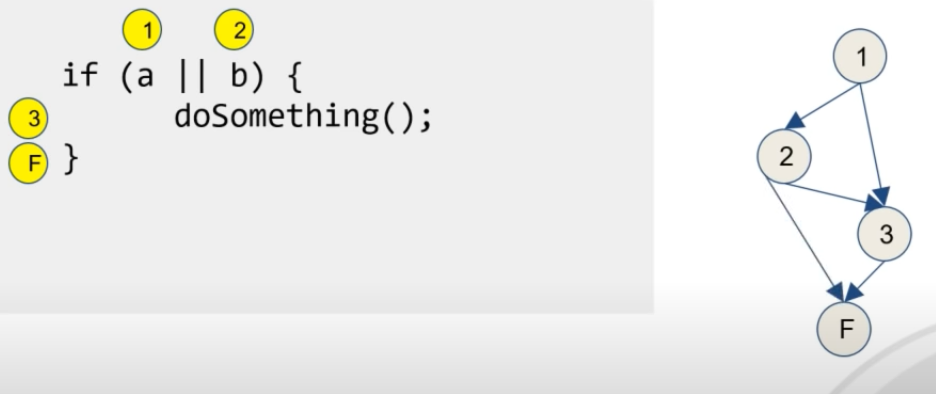 1 2
if (a || b) {
3 doSomething();
F }
1
2
3
F